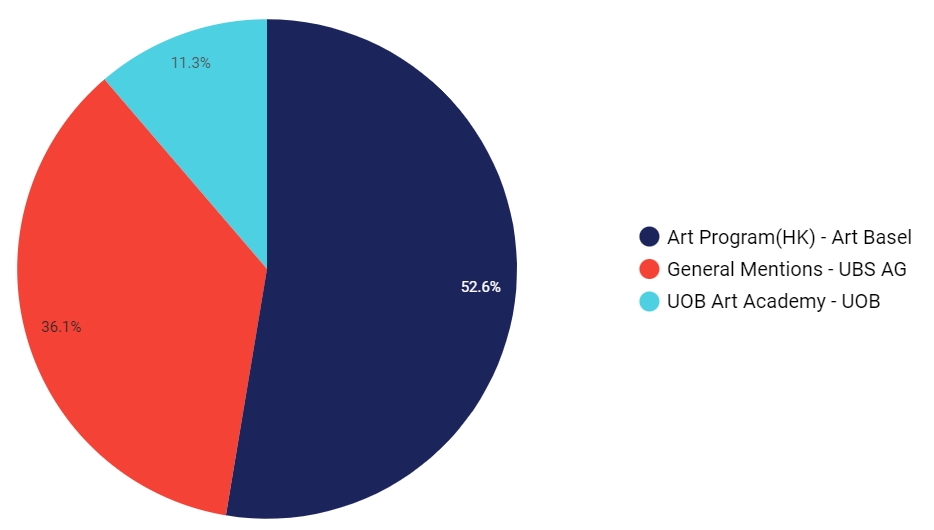 11.3%
52.6%
36.1%
Art Program(HK) - Art Basel
General Mentions - UBS AG
UOB Art Academy - UOB